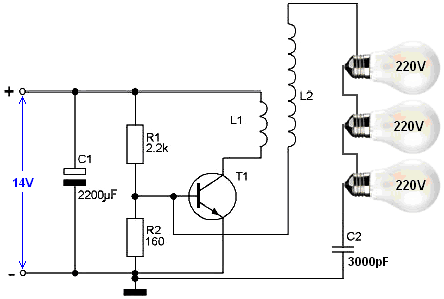 220V
L2
+
L1
220V
R1
2.2k
C1
T1
14V
220V
2200µF
R2
160
C2
3000pF
-